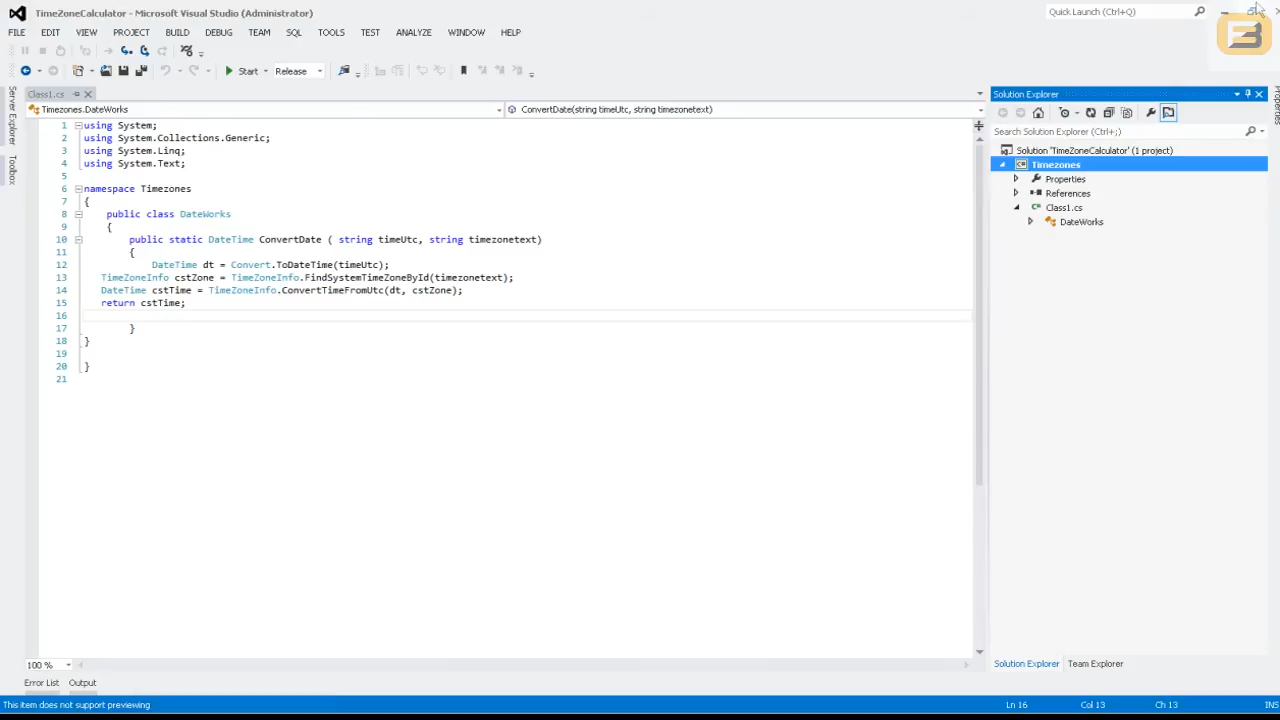 TimeZoneCalculator - Microsoft Visual Studio (Administrator)
Quick Launch (Ctrl+Q)
FILE EDIT VIEW PROJECT BUILD DEBUG TEAM SQL TOOLS TEST ANALYZE WINDOW HELP
Start Release
Class1.cs
Timezones.DateWorks
ConvertDate(string timeUtc, string timezonetext)
1 using System;
2 using System.Collections.Generic;
3 using System.Linq;
4 using System.Text;
5
6 namespace Timezones
7 {
8 public class DateWorks
9 {
10 public static DateTime ConvertDate ( string timeUtc, string timezonetext)
11 {
12 DateTime dt = Convert.ToDateTime(timeUtc);
13 TimeZoneInfo cstZone = TimeZoneInfo.FindSystemTimeZoneById(timezonetext);
14 DateTime cstTime = TimeZoneInfo.ConvertTimeFromUtc(dt, cstZone);
15 return cstTime;
16
17 }
18 }
19
20 }
21
100 %
Error List Output
This item does not support previewing
Ln 16 Col 13 Ch 13 INS
Server Explorer
Toolbox
Solution Explorer
Search Solution Explorer (Ctrl+;)
Solution 'TimeZoneCalculator' (1 project)
Timezones
Properties
References
Class1.cs
DateWorks
Solution Explorer Team Explorer
Properties